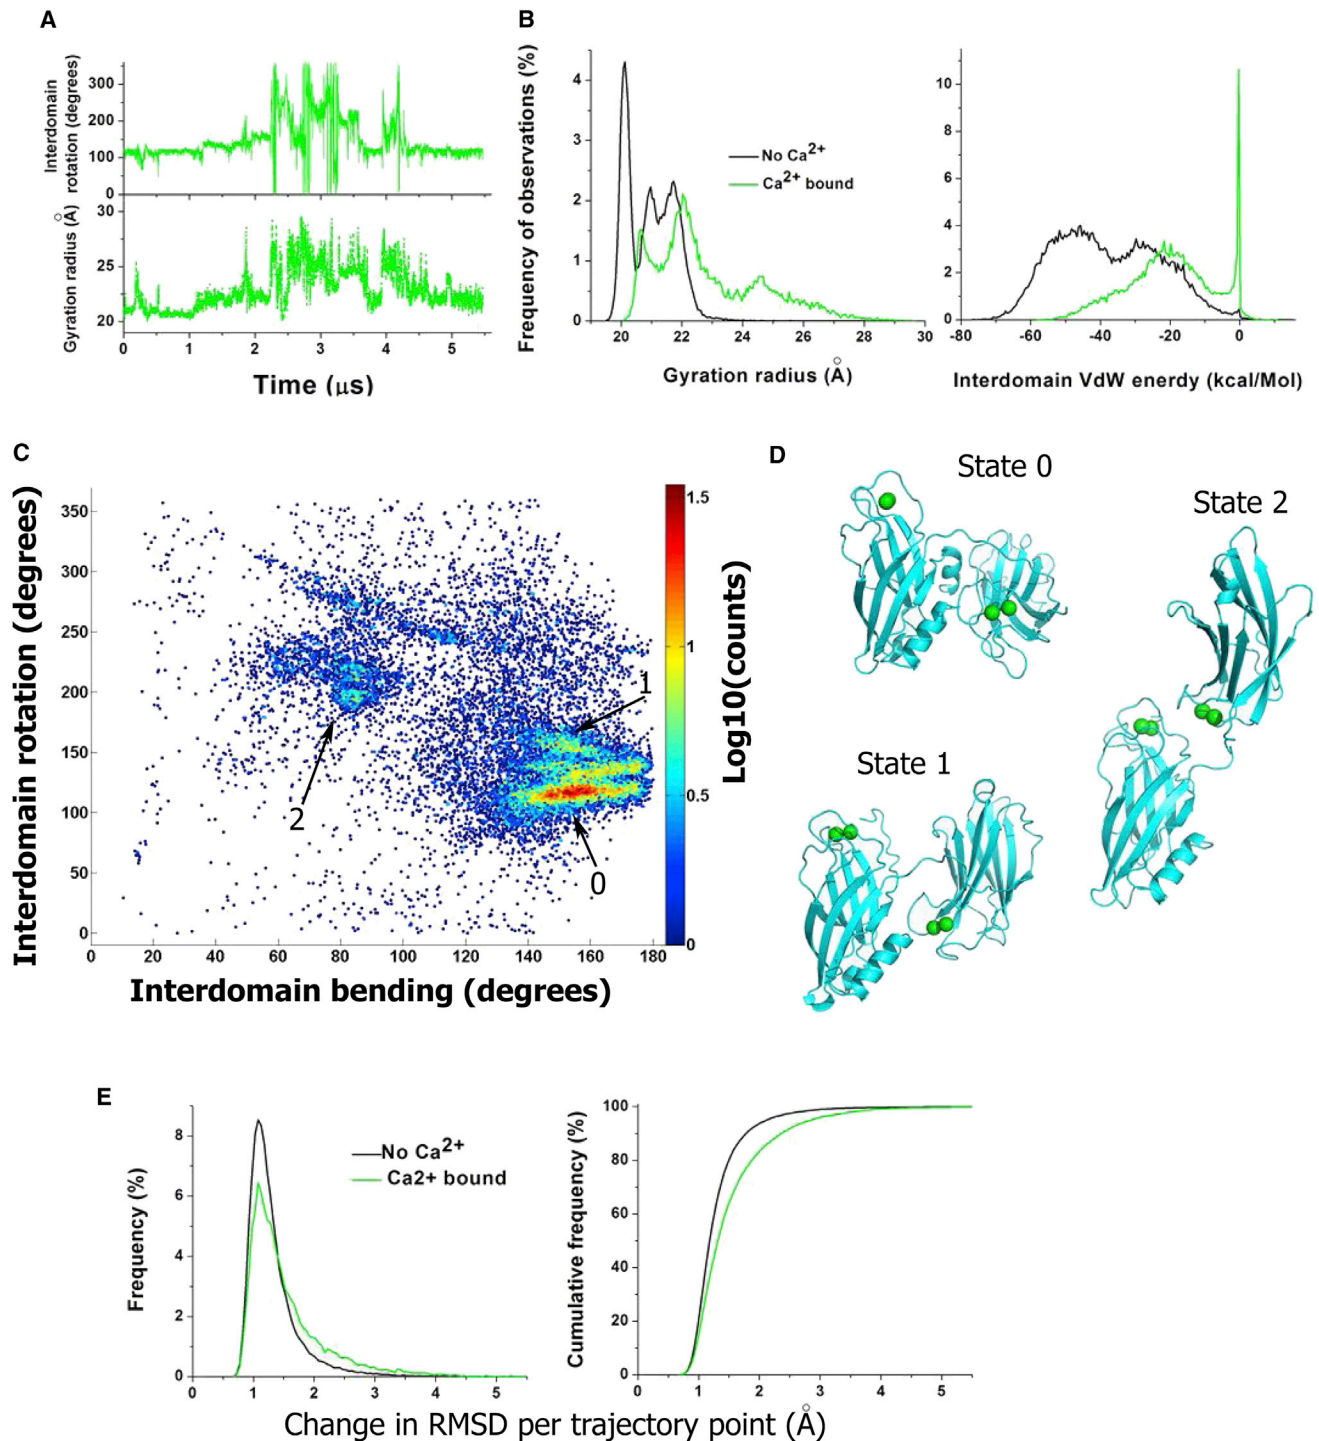 A
Interdomain
rotation (degrees)
300
200
100
0
Gyration radius (Å)
30
25
20
0 1 2 3 4 5
Time (μs)
B
Frequency of observations (%)
4
3
2
1
0
No Ca2+
Ca2+ bound
20 22 24 26 28 30
Gyration radius (Å)
10
8
6
4
2
0
-80 -60 -40 -20 0
Interdomain VdW enerdy (kcal/Mol)
C
Interdomain rotation (degrees)
350
300
250
200
150
100
50
0
0 20 40 60 80 100 120 140 160 180
Interdomain bending (degrees)
1
2
0
1.5
1
0.5
0
Log10(counts)
D
State 0
State 2
State 1
E
Frequency (%)
8
6
4
2
0
No Ca2+
Ca2+ bound
0 1 2 3 4 5
Cumulative frequency (%)
100
80
60
40
20
0
0 1 2 3 4 5
Change in RMSD per trajectory point (Å)